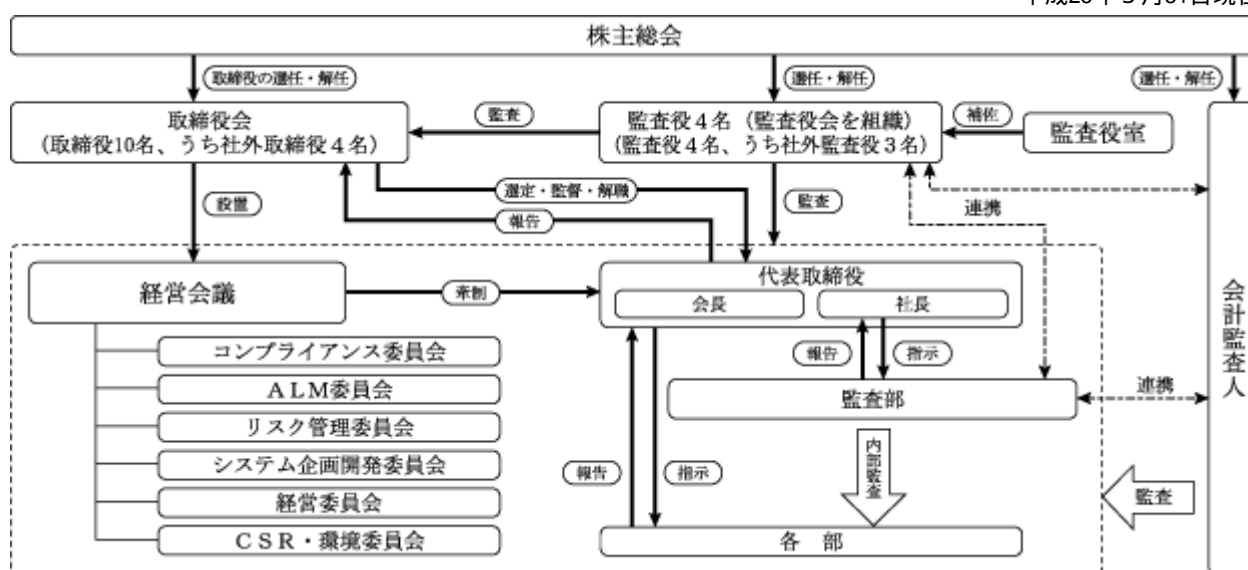 株主総会
取締役の選任・解任
選任・解任
選任・解任
取締役会
(取締役10名、うち社外取締役４名)
監査
監査役４名（監査役会を組織）
(監査役４名、うち社外監査役３名)
補佐
監査役室
設置
選定・監督・解職
報告
監査
連携
経営会議
牽制
代表取締役
会長
社長
会計監査人
コンプライアンス委員会
ＡＬＭ委員会
リスク管理委員会
システム企画開発委員会
経営委員会
ＣＳＲ・環境委員会
報告
指示
監査部
連携
報告
指示
内部監査
監査
各　部